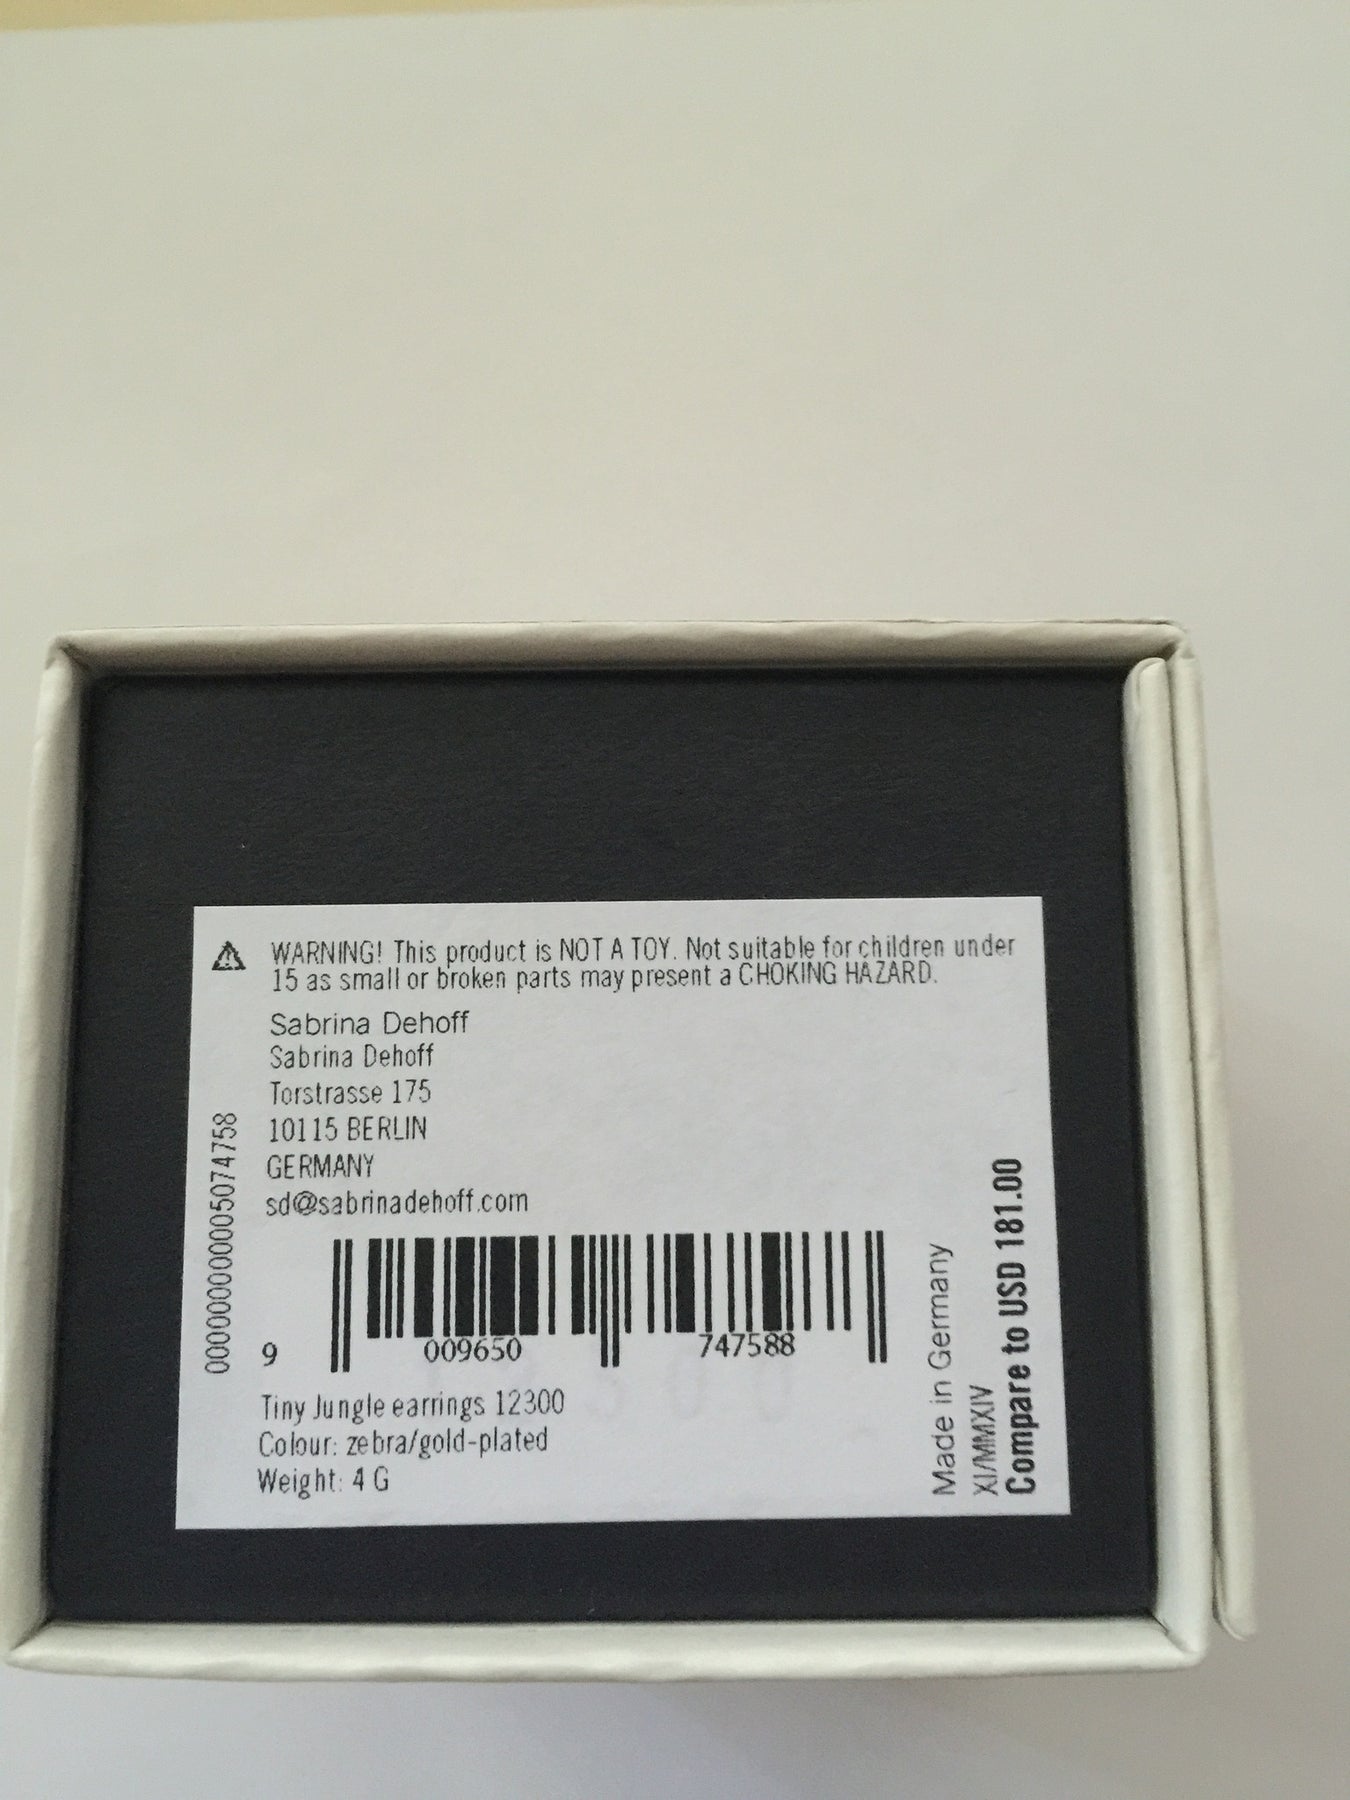 WARNING! This product is NOT A TOY. Not suitable for children under
15 as small or broken parts may present a CHOKING HAZARD.
Sabrina Dehoff
Sabrina Dehoff
Torstrasse 175
10115 BERLIN
GERMANY
sd@sabrinadehoff.com
0000000000005074758
9 009650 747588
Tiny Jungle earrings 12300
Colour: zebra/gold-plated
Weight: 4 G
Made in Germany
XI/MMXIV
Compare to USD 181.00